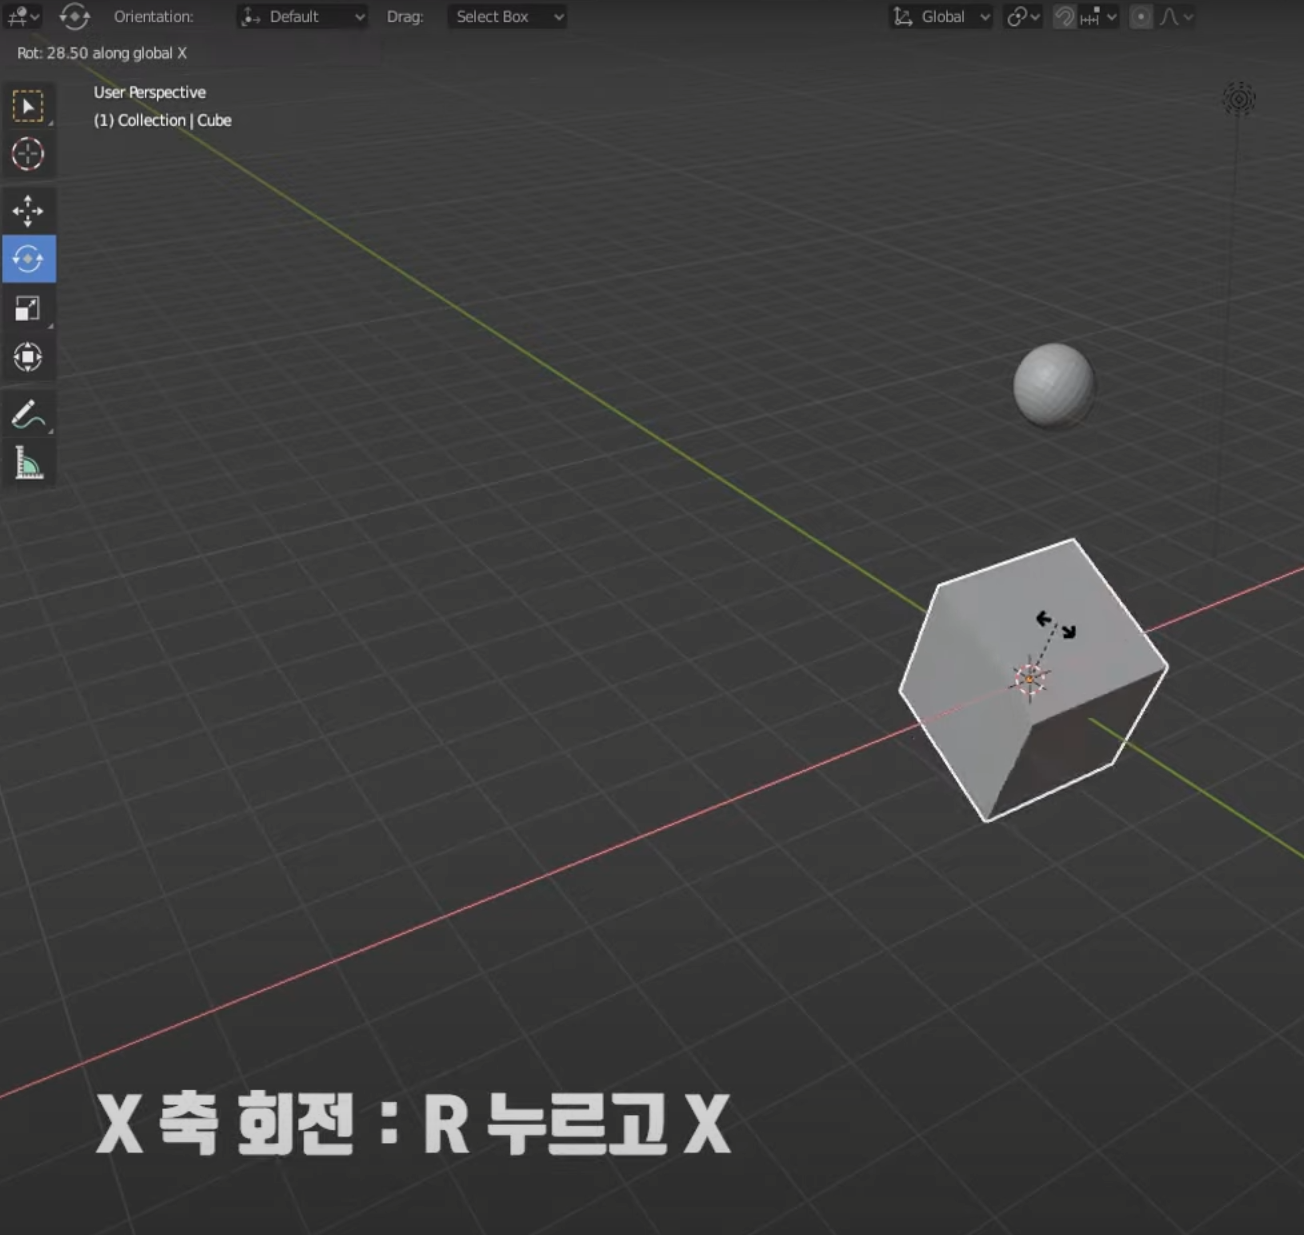 Orientation: Default Drag: Select Box Global
Rot: 28.50 along global X
User Perspective
(1) Collection | Cube
X 축 회전 : R 누르고 X